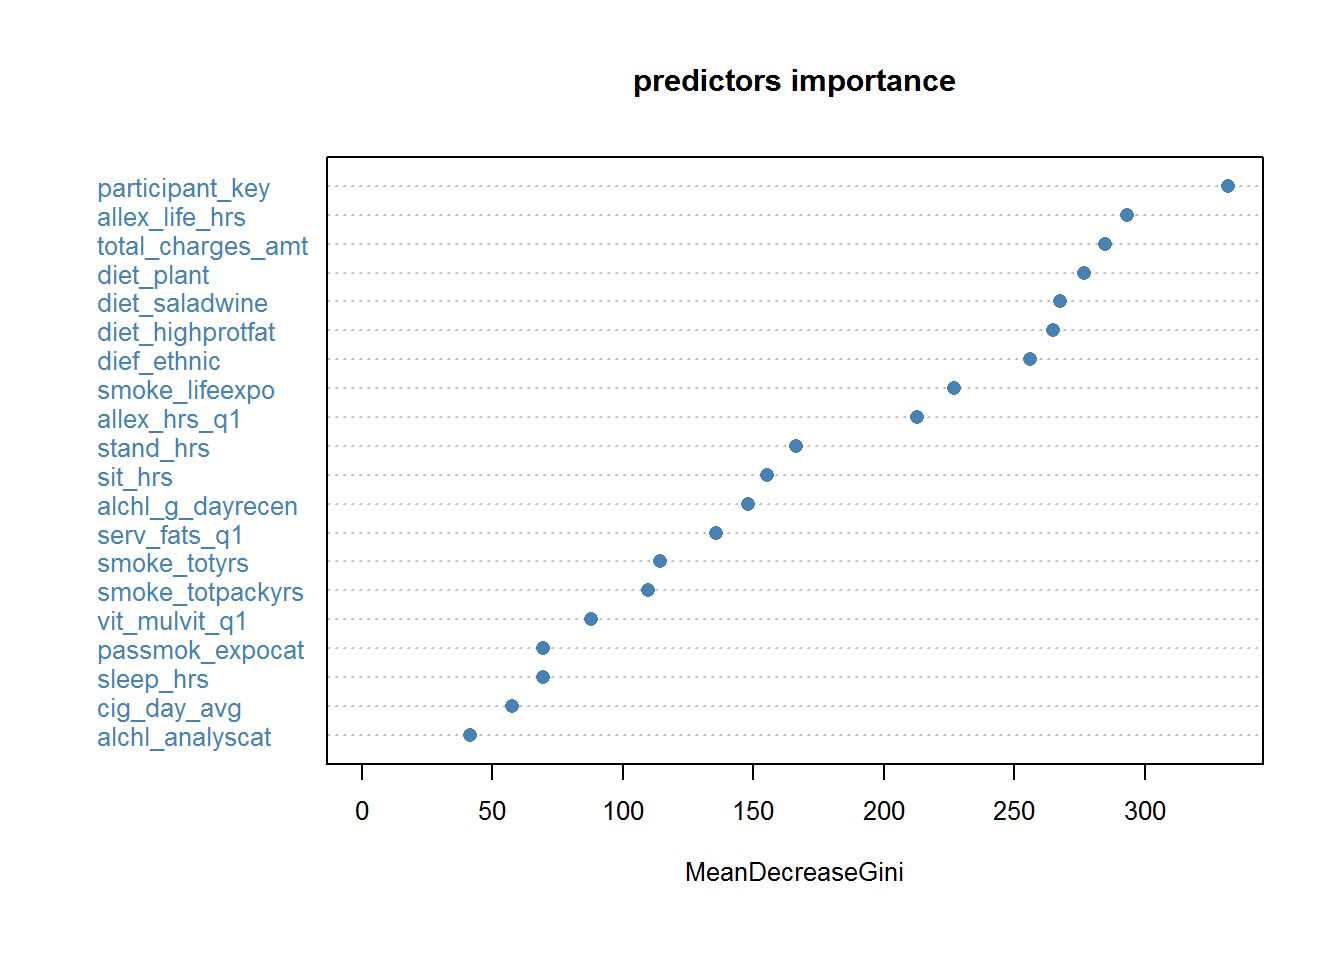 predictors importance
participant_key
allex_life_hrs
total_charges_amt
diet_plant
diet_saladwine
diet_highprotfat
dief_ethnic
smoke_lifeexpo
allex_hrs_q1
stand_hrs
sit_hrs
alchl_g_dayrecen
serv_fats_q1
smoke_totyrs
smoke_totpackyrs
vit_mulvit_q1
passmok_expocat
sleep_hrs
cig_day_avg
alchl_analyscat
0 50 100 150 200 250 300
MeanDecreaseGini